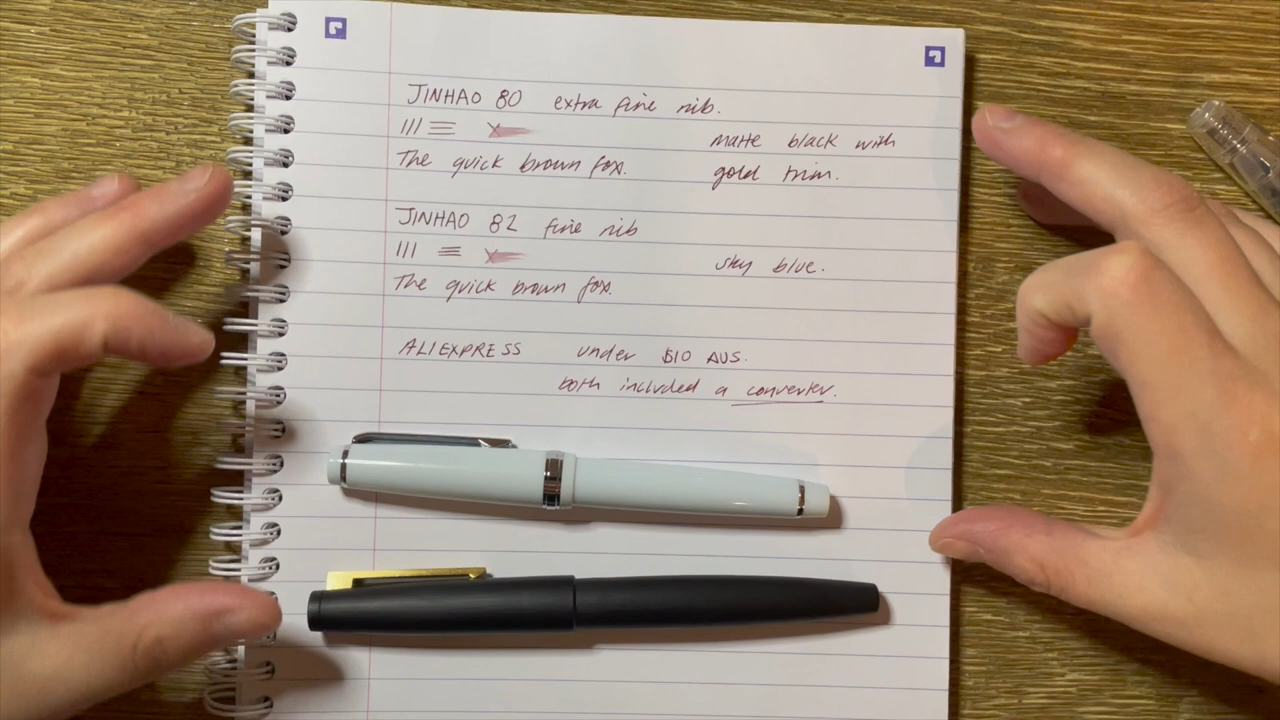 JINHAO 80 extra fine nib.
matte black with
gold trim.
The quick brown fox.
JINHAO 82 fine nib
sky blue.
The quick brown fox.
ALIEXPRESS under $10 AUS.
both included a converter.